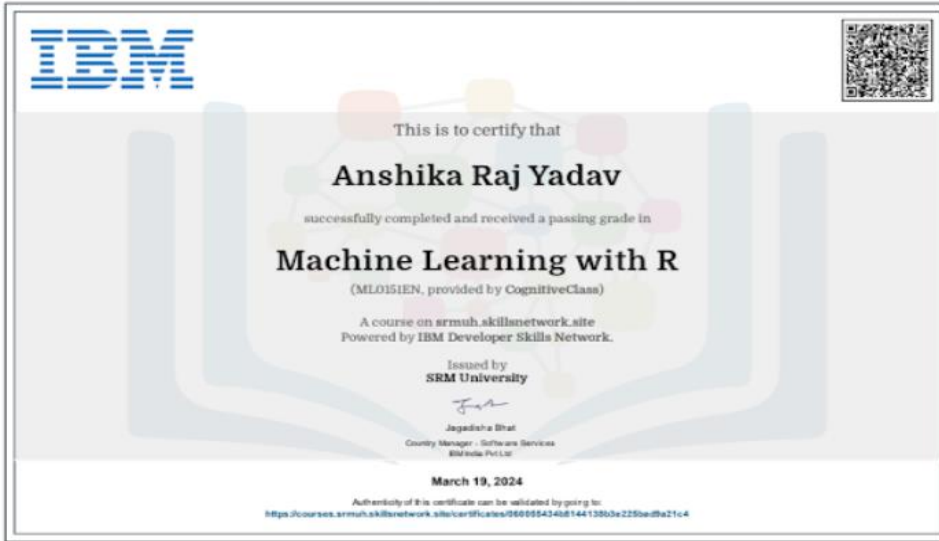 IBM
This is to certify that
Anshika Raj Yadav
successfully completed and received a passing grade in
Machine Learning with R
(ML0151EN, provided by CognitiveClass)
A course on srmuh.skillsnetwork.site
Powered by IBM Developer Skills Network.
Issued by
SRM University
Jagadisha Bhat
Country Manager - Software Services
IBM India Pvt Ltd
March 19, 2024
Authenticity of this certificate can be validated by going to: